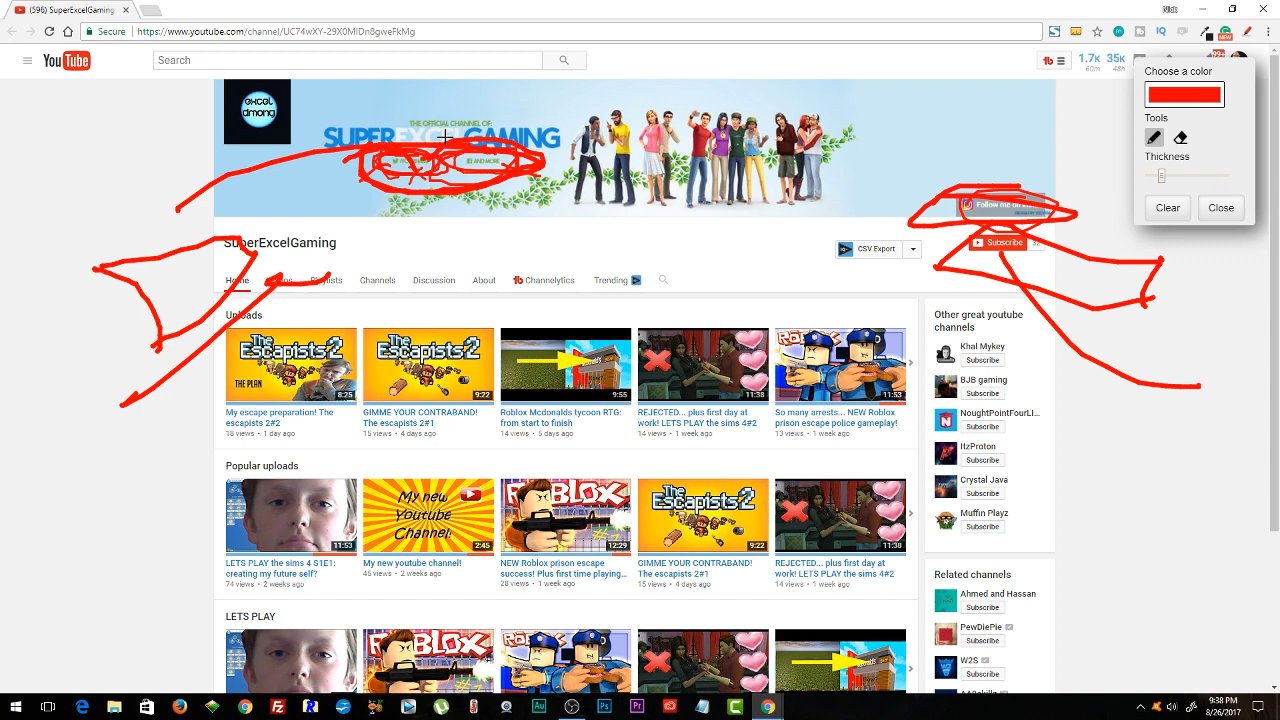 (596) SuperExcelGaming
Nick
Secure
https://www.youtube.com/channel/UC74wXY-29X0MIDn8gweFkMg
NEW
YouTube
Search
1.7K
60m
35K
48h
99+
Choose a color
Tools
Thickness
Clear
Close
excel
among
THE OFFICIAL CHANNEL OF:
SUPEREXCELGAMING
AND MORE
Follow me on
SuperExcelGaming
CSV Export
Subscribe
Home
Playlists
Channels
Discussion
About
Channelytics
Trending
Uploads
The Escapists 2
THE PLAN
8:25
My escape preparation! The
escapists 2#2
18 views • 1 day ago
The Escapists 2
9:22
GIMME YOUR CONTRABAND!
The escapists 2#1
15 views • 4 days ago
9:55
Roblox Mcdonalds tycoon RTG:
from start to finish
14 views • 5 days ago
11:38
REJECTED... plus first day at
work! LETS PLAY the sims 4#2
14 views • 1 week ago
ROBLOX
11:53
So many arrests... NEW Roblox
prison escape police gameplay!
13 views • 1 week ago
Popular uploads
11:53
LETS PLAY the sims 4 S1E1:
creating my future self?
74 views • 2 weeks ago
My new
Youtube
Channel!
2:45
My new youtube channel!
45 views • 2 weeks ago
ROBLOX
12:29
NEW Roblox prison escape
success! Plus first time playing...
28 views • 1 week ago
The Escapists 2
9:22
GIMME YOUR CONTRABAND!
The escapists 2#1
15 views • 4 days ago
11:38
REJECTED... plus first day at
work! LETS PLAY the sims 4#2
14 views • 1 week ago
LETS PLAY
ROBLOX
ROBLOX
Other great youtube
channels
Khal Mykey
Subscribe
BJB gaming
Subscribe
NoughtPointFourLI...
Subscribe
ItzProton
Subscribe
Crystal Java
Subscribe
Muffin Playz
Subscribe
Related channels
Ahmed and Hassan
Subscribe
PewDiePie
Subscribe
W2S
Subscribe
9:38 PM
8/26/2017